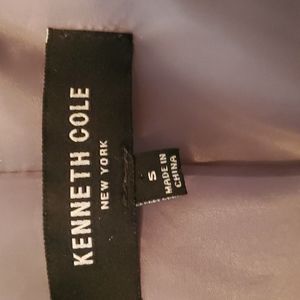 KENNETH COLE
NEW YORK
S
MADE IN
CHINA